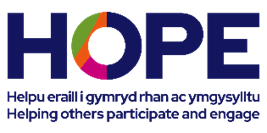 HOPE
Helpu eraill i gymryd rhan ac ymgysylltu
Helping others participate and engage